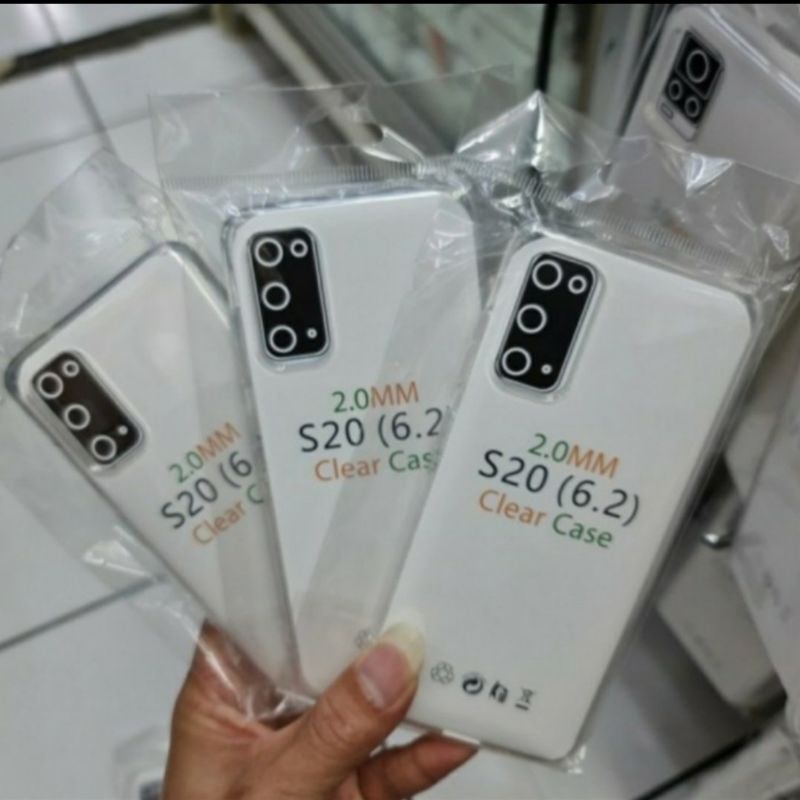 2.0MM
S20 (6
Clear C
2.0MM
S20 (6.2
Clear Cas
2.0MM
S20 (6.2)
Clear Case